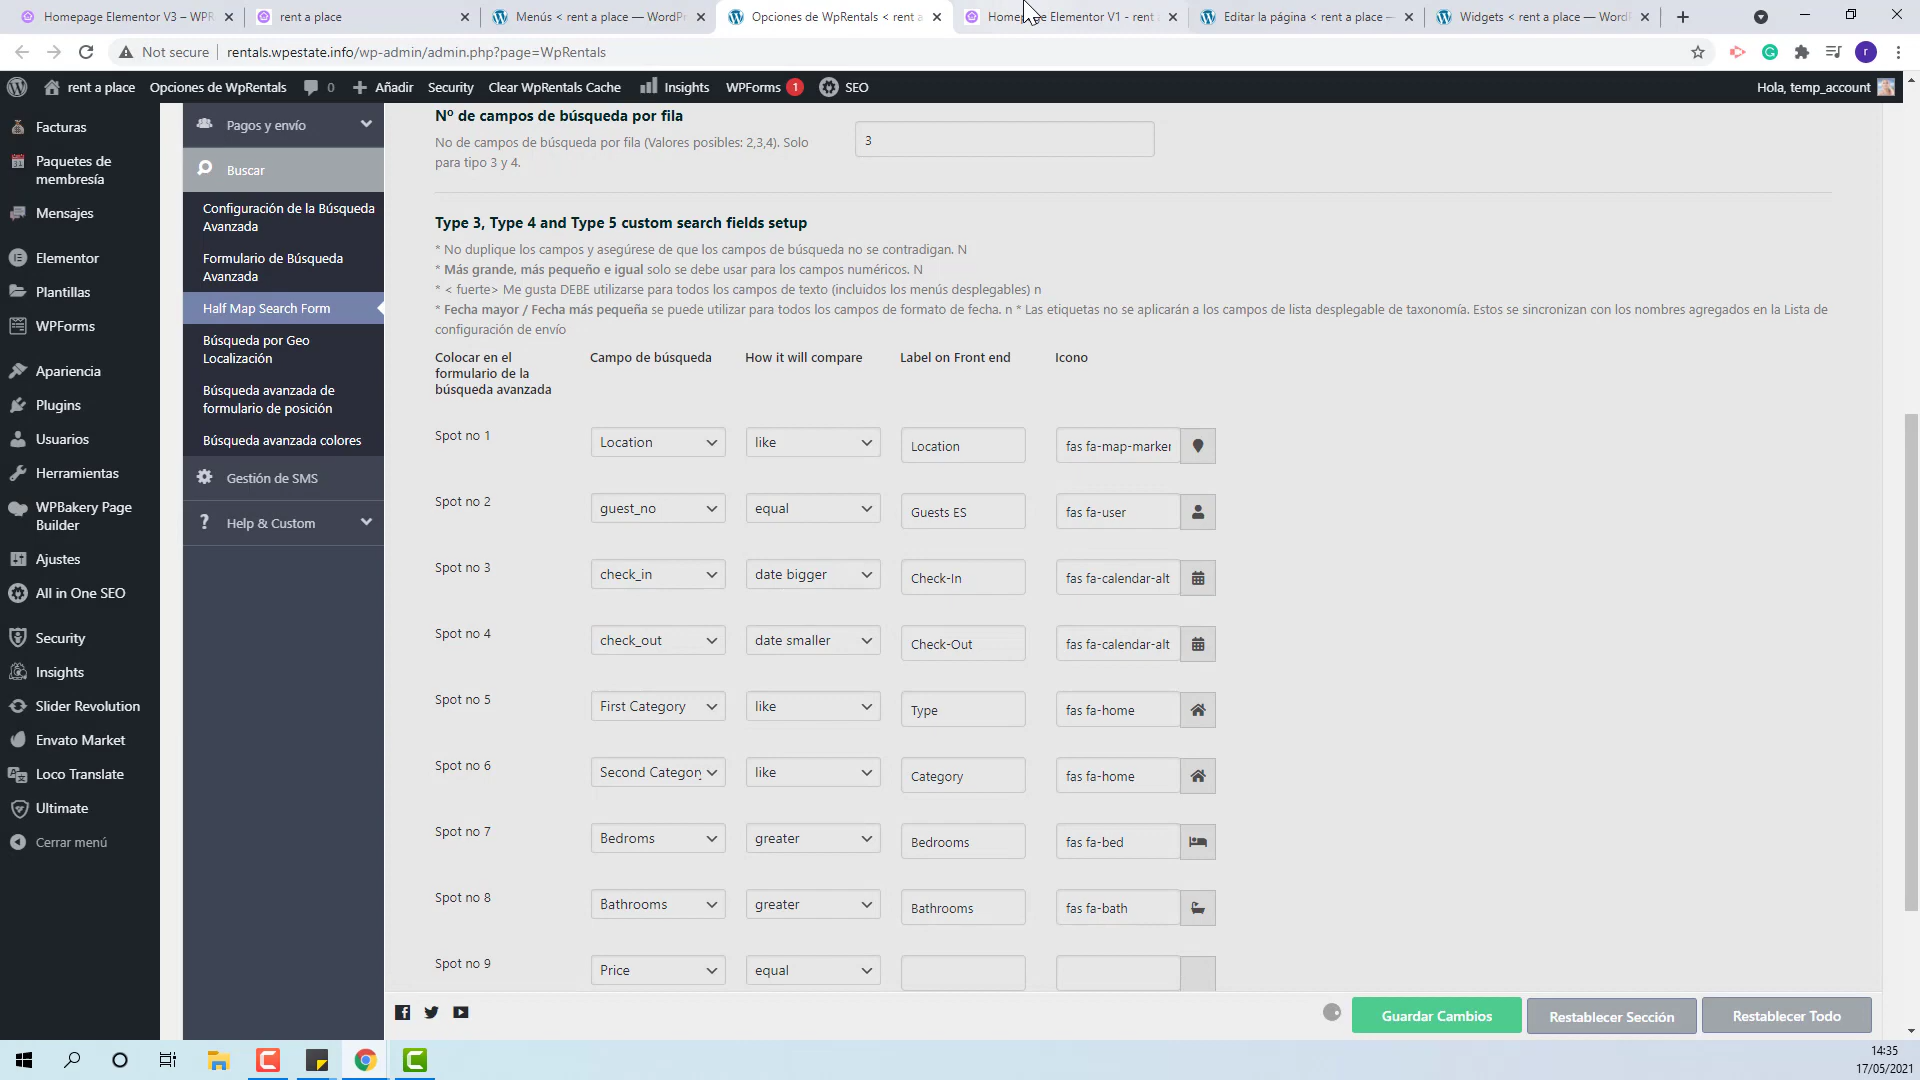 Homepage Elementor V3 – WPR
rent a place
Menús < rent a place — WordPr
Opciones de WpRentals < rent a
Homepage Elementor V1 - rent
Editar la página < rent a place —
Widgets < rent a place — WordP
Not secure
rentals.wpestate.info/wp-admin/admin.php?page=WpRentals
r
rent a place
Opciones de WpRentals
0
Añadir
Security
Clear WpRentals Cache
Insights
WPForms
1
SEO
Hola, temp_account
Facturas
Paquetes de
membresía
Mensajes
Elementor
Plantillas
WPForms
Apariencia
Plugins
Usuarios
Herramientas
WPBakery Page
Builder
Ajustes
All in One SEO
Security
Insights
Slider Revolution
Envato Market
Loco Translate
Ultimate
Cerrar menú
Pagos y envío
Buscar
Configuración de la Búsqueda
Avanzada
Formulario de Búsqueda
Avanzada
Half Map Search Form
Búsqueda por Geo
Localización
Búsqueda avanzada de
formulario de posición
Búsqueda avanzada colores
Gestión de SMS
Help & Custom
Nº de campos de búsqueda por fila
No de campos de búsqueda por fila (Valores posibles: 2,3,4). Solo
para tipo 3 y 4.
3
Type 3, Type 4 and Type 5 custom search fields setup
* No duplique los campos y asegúrese de que los campos de búsqueda no se contradigan. N
* Más grande, más pequeño e igual solo se debe usar para los campos numéricos. N
* < fuerte> Me gusta DEBE utilizarse para todos los campos de texto (incluidos los menús desplegables) n
* Fecha mayor / Fecha más pequeña se puede utilizar para todos los campos de formato de fecha. n * Las etiquetas no se aplicarán a los campos de lista desplegable de taxonomía. Estos se sincronizan con los nombres agregados en la Lista de
configuración de envío
Colocar en el
formulario de la
búsqueda avanzada
Campo de búsqueda
How it will compare
Label on Front end
Icono
Spot no 1
Location
like
Location
fas fa-map-marker
Spot no 2
guest_no
equal
Guests ES
fas fa-user
Spot no 3
check_in
date bigger
Check-In
fas fa-calendar-alt
Spot no 4
check_out
date smaller
Check-Out
fas fa-calendar-alt
Spot no 5
First Category
like
Type
fas fa-home
Spot no 6
Second Category
like
Category
fas fa-home
Spot no 7
Bedroms
greater
Bedrooms
fas fa-bed
Spot no 8
Bathrooms
greater
Bathrooms
fas fa-bath
Spot no 9
Price
equal
Guardar Cambios
Restablecer Sección
Restablecer Todo
14:35
17/05/2021